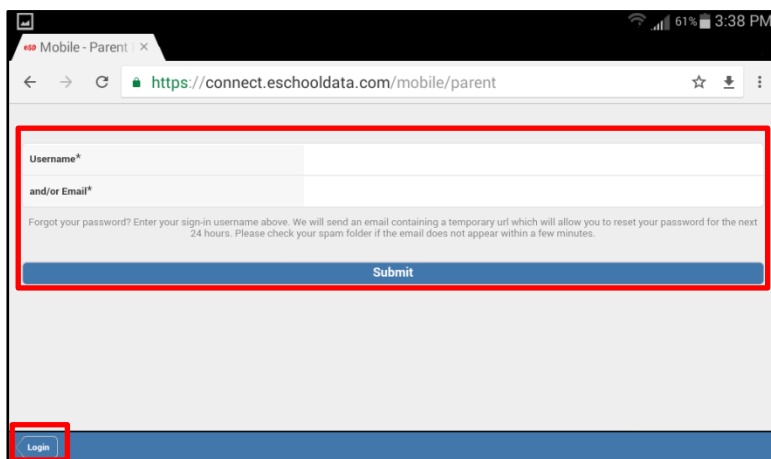 61% 3:38 PM
esd Mobile - Parent
https://connect.eschooldata.com/mobile/parent
Username*
and/or Email*
Forgot your password? Enter your sign-in username above. We will send an email containing a temporary url which will allow you to reset your password for the next
24 hours. Please check your spam folder if the email does not appear within a few minutes.
Submit
Login